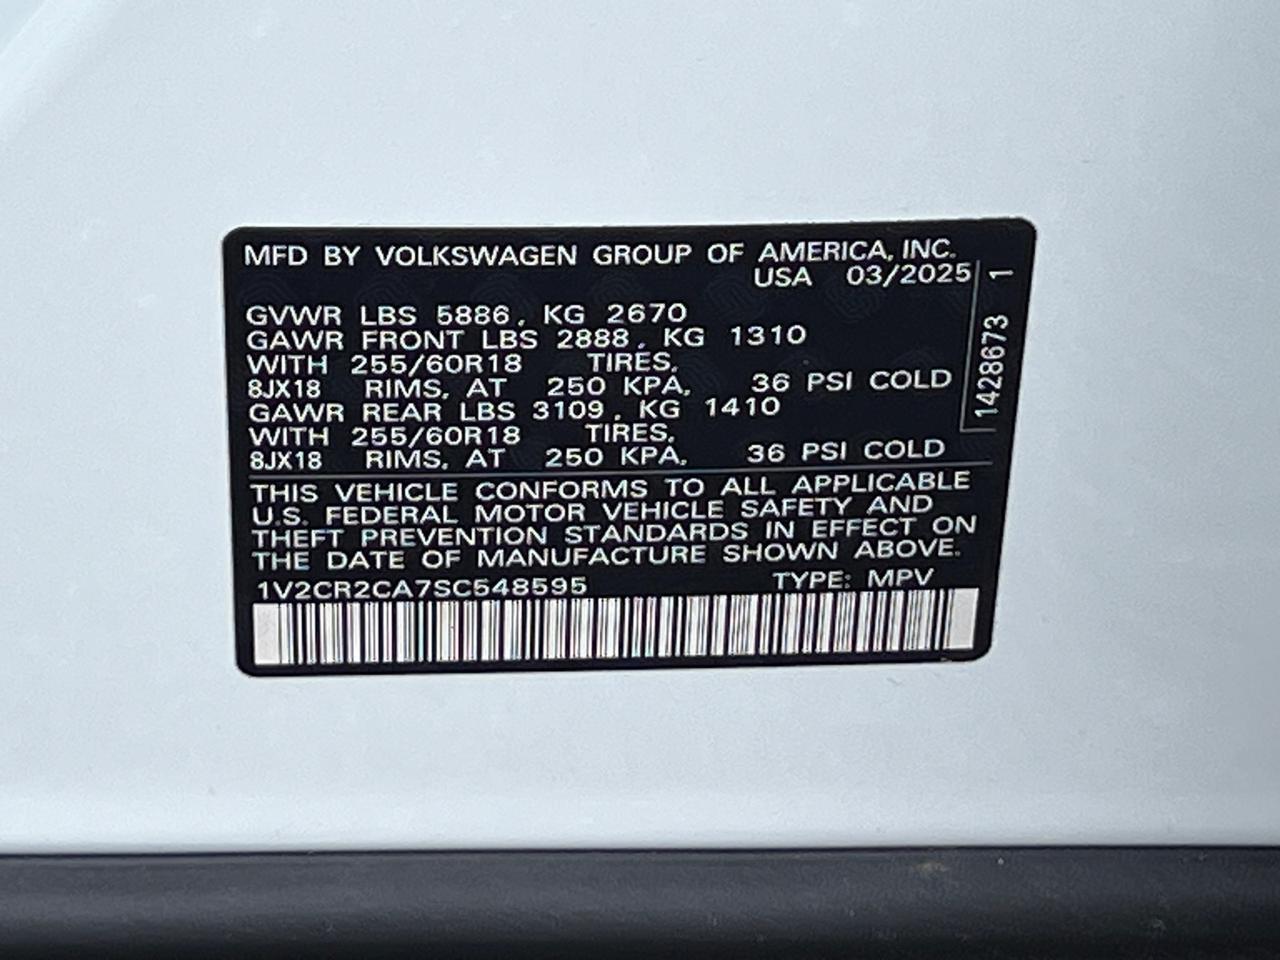 MFD BY VOLKSWAGEN GROUP OF AMERICA, INC.
USA 03/2025
GVWR LBS 5886, KG 2670
GAWR FRONT LBS 2888, KG 1310
WITH 255/60R18 TIRES,
8JX18 RIMS, AT 250 KPA, 36 PSI COLD
GAWR REAR LBS 3109, KG 1410
WITH 255/60R18 TIRES,
8JX18 RIMS, AT 250 KPA, 36 PSI COLD
1428673 1
THIS VEHICLE CONFORMS TO ALL APPLICABLE
U.S. FEDERAL MOTOR VEHICLE SAFETY AND
THEFT PREVENTION STANDARDS IN EFFECT ON
THE DATE OF MANUFACTURE SHOWN ABOVE.
1V2CR2CA7SC548595 TYPE: MPV